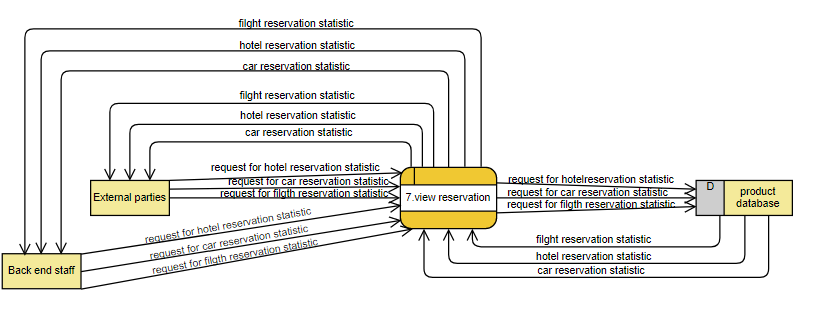 filght reservation statistic
hotel reservation statistic
car reservation statistic
filght reservation statistic
hotel reservation statistic
car reservation statistic
request for hotel reservation statistic
request for car reservation statistic
request for filgth reservation statistic
External parties
7.view reservation
request for hotelreservation statistic
request for car reservation statistic
request for filgth reservation statistic
D
product
database
request for hotel reservation statistic
request for car reservation statistic
request for filgth reservation statistic
Back end staff
filght reservation statistic
hotel reservation statistic
car reservation statistic